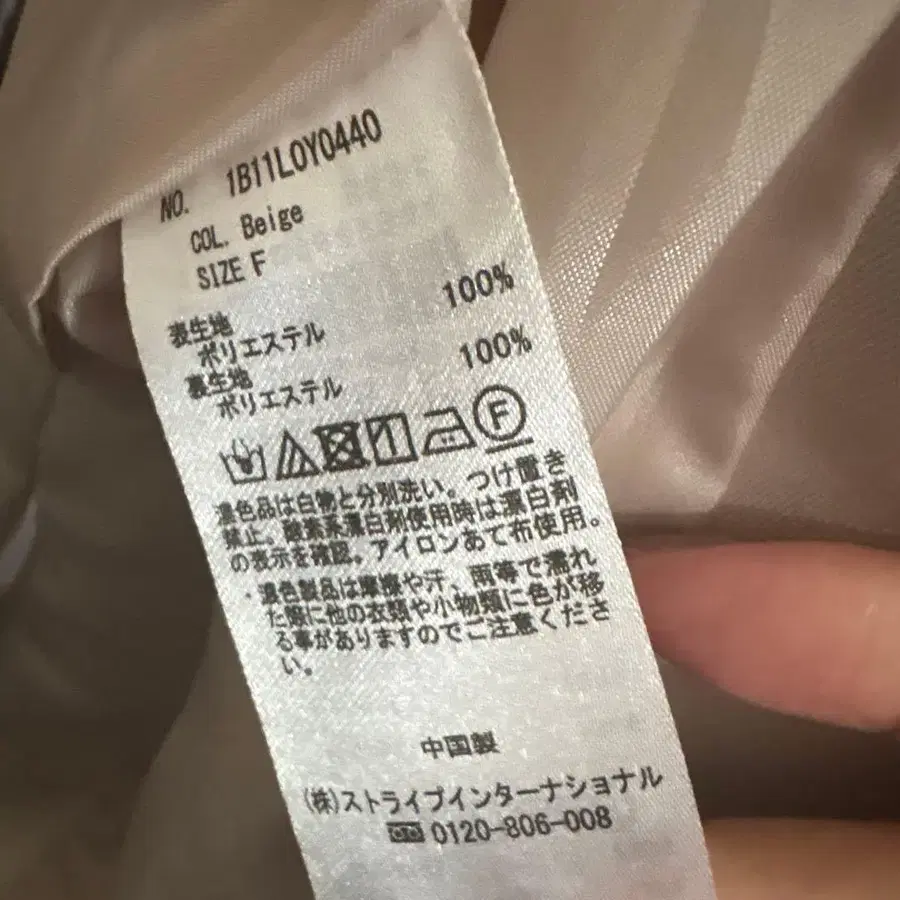 NO. 1B11L0Y0440
COL. Beige
SIZE F
表生地
ポリエステル 100%
裏生地
ポリエステル 100%
F
濃色品は白物と分別洗い。つけ置き
禁止。酸素系漂白剤使用時は漂白剤
の表示を確認。アイロンあて布使用。
・濃色製品は摩擦や汗、雨等で濡れ
た際に他の衣類や小物類に色が移
る事がありますのでご注意くださ
い。
中国製
(株)ストライプインターナショナル
0120-806-008